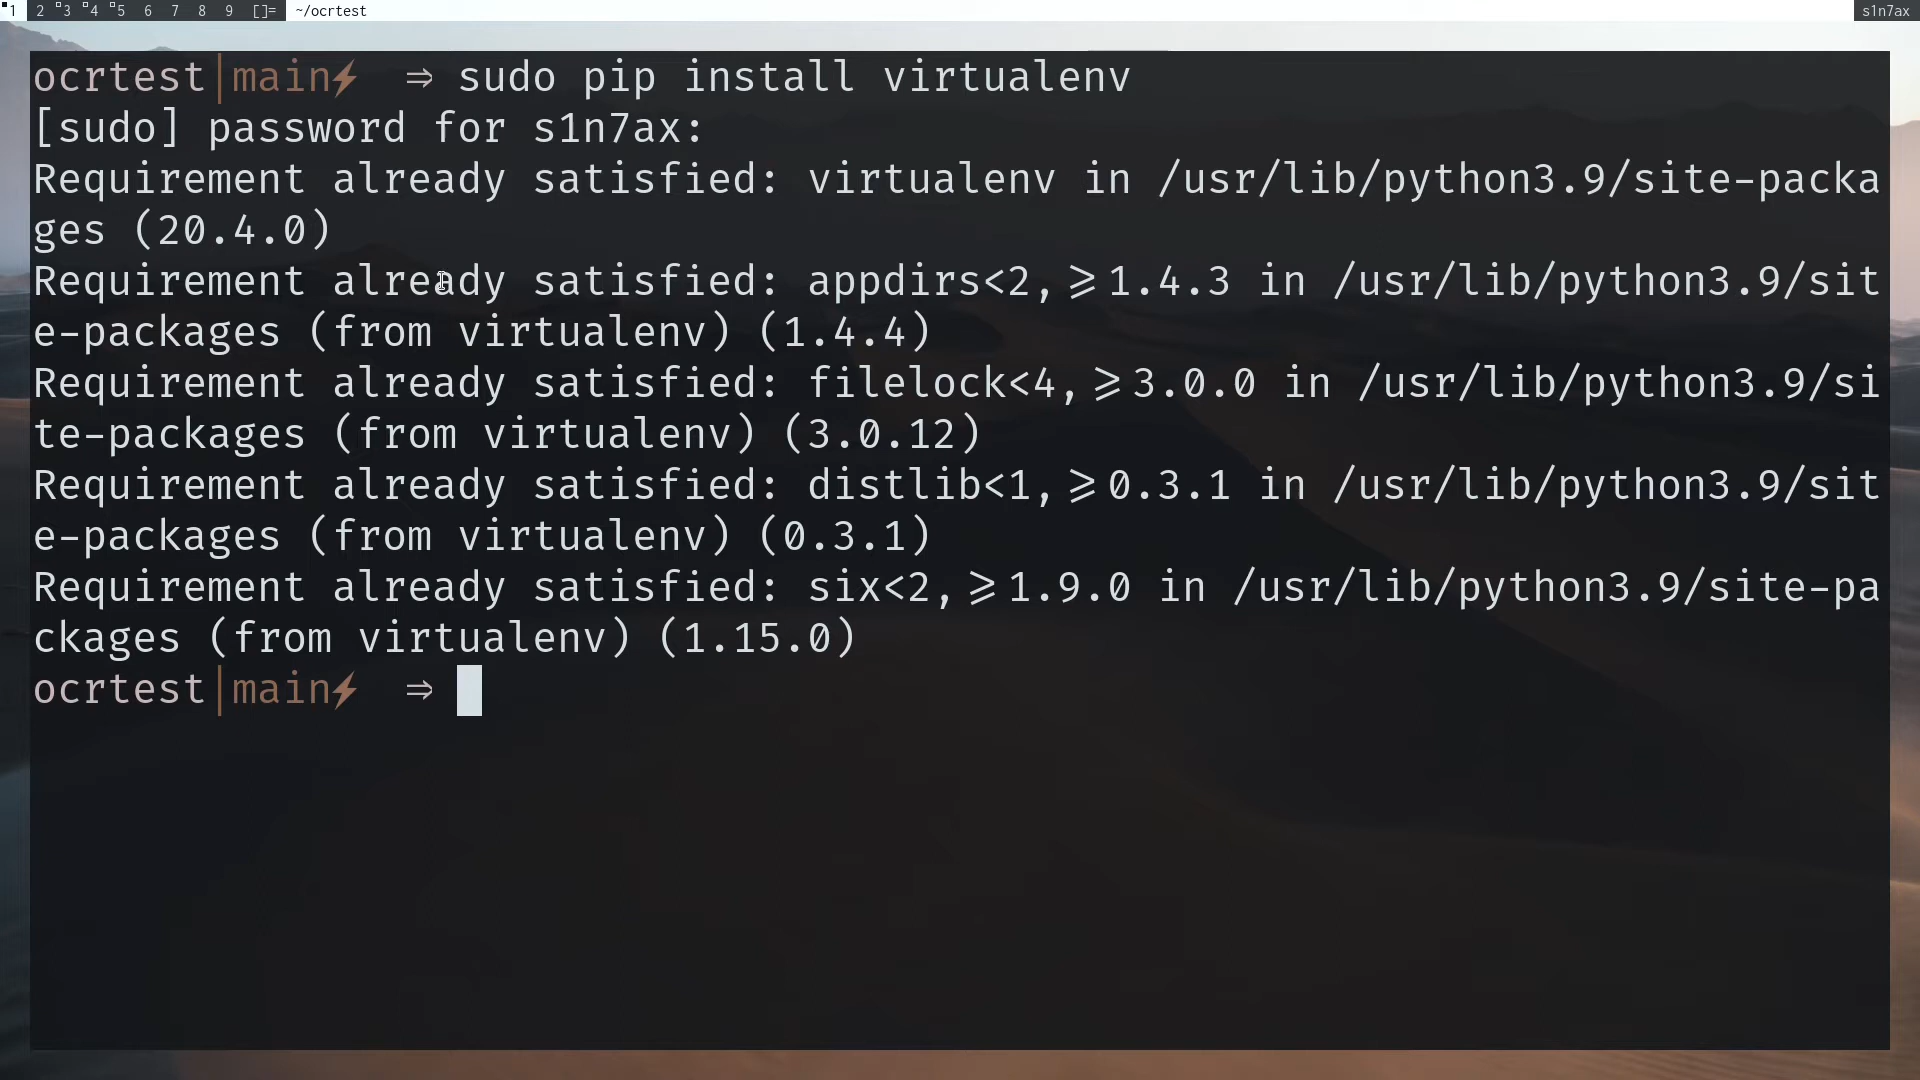 1 2 3 4 5 6 7 8 9 []= ~/ocrtest s1n7ax
ocrtest|main⚡ ⇒ sudo pip install virtualenv
[sudo] password for s1n7ax:
Requirement already satisfied: virtualenv in /usr/lib/python3.9/site-packa
ges (20.4.0)
Requirement already satisfied: appdirs<2,>=1.4.3 in /usr/lib/python3.9/sit
e-packages (from virtualenv) (1.4.4)
Requirement already satisfied: filelock<4,>=3.0.0 in /usr/lib/python3.9/si
te-packages (from virtualenv) (3.0.12)
Requirement already satisfied: distlib<1,>=0.3.1 in /usr/lib/python3.9/sit
e-packages (from virtualenv) (0.3.1)
Requirement already satisfied: six<2,>=1.9.0 in /usr/lib/python3.9/site-pa
ckages (from virtualenv) (1.15.0)
ocrtest|main⚡ ⇒